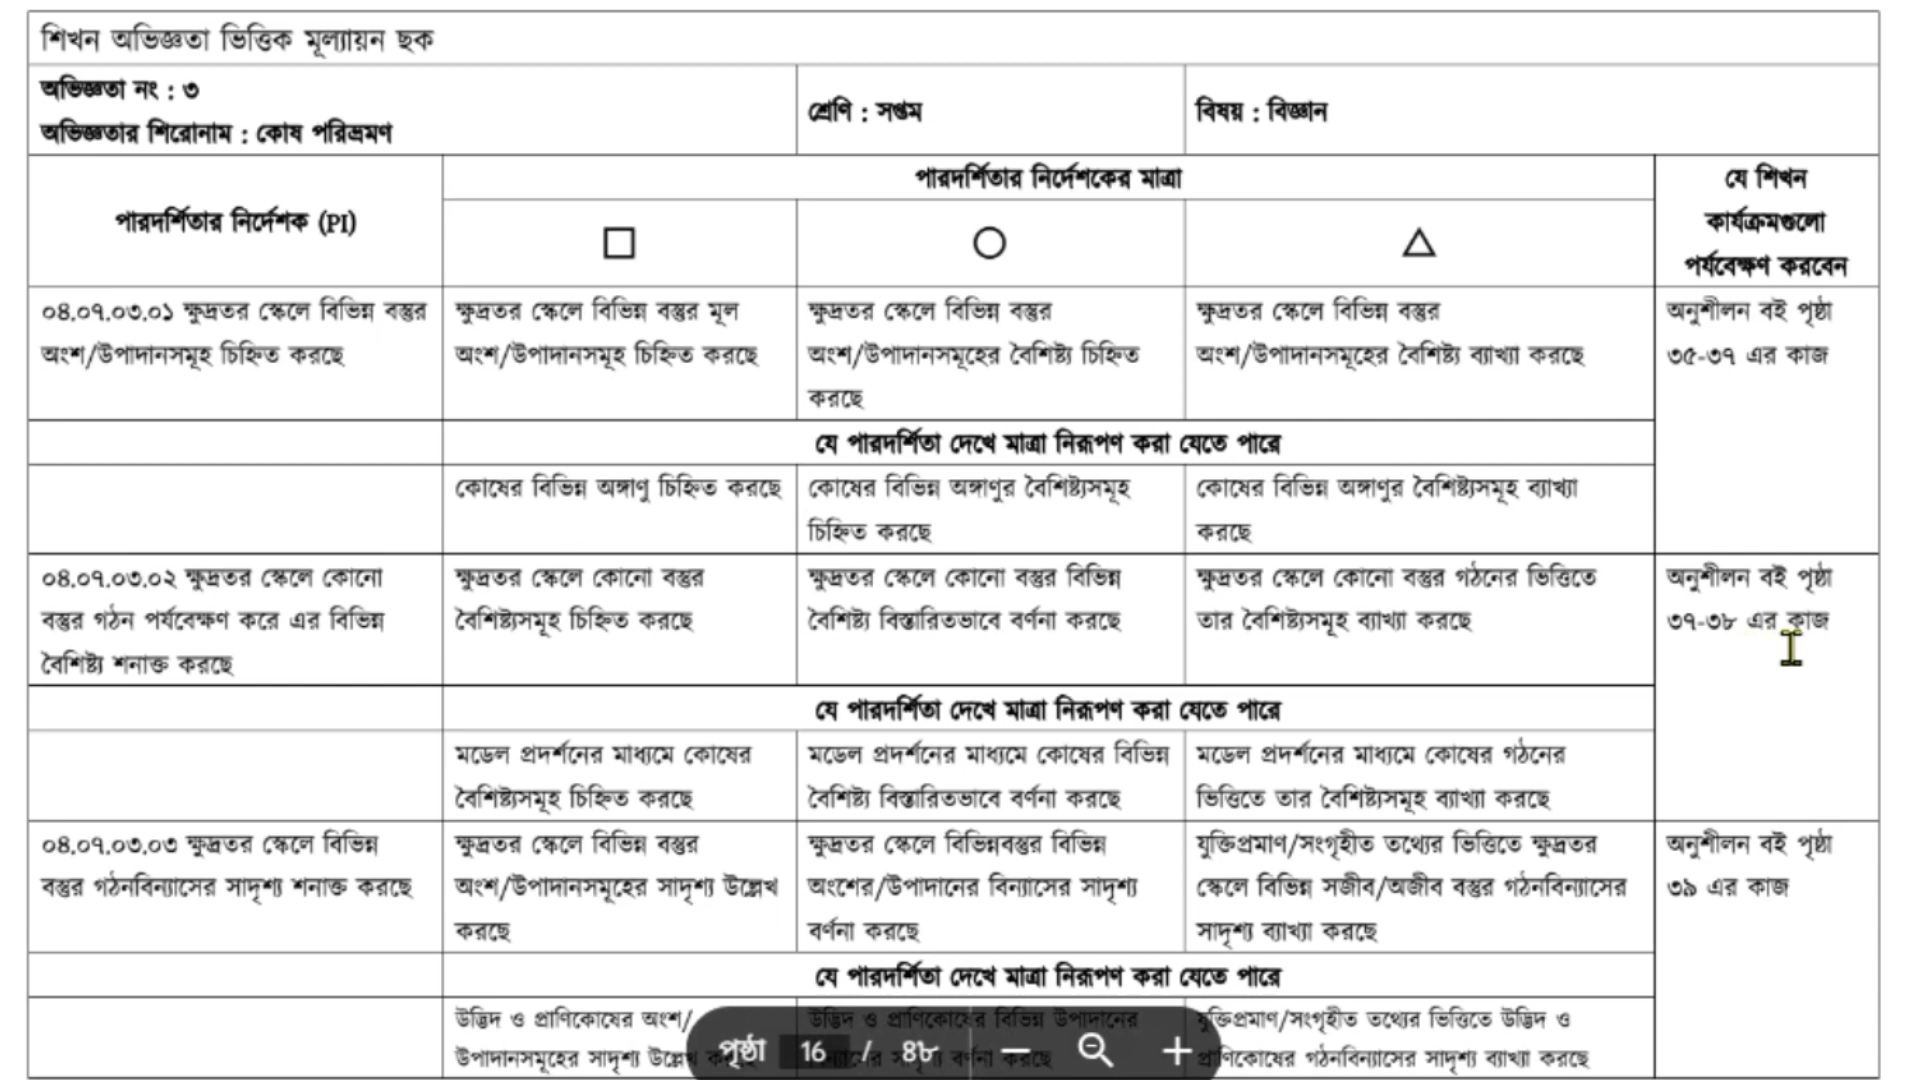 শিখন অভিজ্ঞতা ভিত্তিক মূল্যায়ন ছক
অভিজ্ঞতা নং : ৩
অভিজ্ঞতার শিরোনাম : কোষ পরিভ্রমণ
শ্রেণি : সপ্তম
বিষয় : বিজ্ঞান
পারদর্শিতার নির্দেশক (PI)
পারদর্শিতার নির্দেশকের মাত্রা
যে শিখন
কার্যক্রমগুলো
পর্যবেক্ষণ করবেন
০৪.০৭.০৩.০১ ক্ষুদ্রতর স্কেলে বিভিন্ন বস্তুর
অংশ/উপাদানসমূহ চিহ্নিত করছে
ক্ষুদ্রতর স্কেলে বিভিন্ন বস্তুর মূল
অংশ/উপাদানসমূহ চিহ্নিত করছে
ক্ষুদ্রতর স্কেলে বিভিন্ন বস্তুর
অংশ/উপাদানসমূহের বৈশিষ্ট্য চিহ্নিত
করছে
ক্ষুদ্রতর স্কেলে বিভিন্ন বস্তুর
অংশ/উপাদানসমূহের বৈশিষ্ট্য ব্যাখ্যা করছে
অনুশীলন বই পৃষ্ঠা
৩৫-৩৭ এর কাজ
যে পারদর্শিতা দেখে মাত্রা নিরূপণ করা যেতে পারে
কোষের বিভিন্ন অঙ্গাণু চিহ্নিত করছে
কোষের বিভিন্ন অঙ্গাণুর বৈশিষ্ট্যসমূহ
চিহ্নিত করছে
কোষের বিভিন্ন অঙ্গাণুর বৈশিষ্ট্যসমূহ ব্যাখ্যা
করছে
০৪.০৭.০৩.০২ ক্ষুদ্রতর স্কেলে কোনো
বস্তুর গঠন পর্যবেক্ষণ করে এর বিভিন্ন
বৈশিষ্ট্য শনাক্ত করছে
ক্ষুদ্রতর স্কেলে কোনো বস্তুর
বৈশিষ্ট্যসমূহ চিহ্নিত করছে
ক্ষুদ্রতর স্কেলে কোনো বস্তুর বিভিন্ন
বৈশিষ্ট্য বিস্তারিতভাবে বর্ণনা করছে
ক্ষুদ্রতর স্কেলে কোনো বস্তুর গঠনের ভিত্তিতে
তার বৈশিষ্ট্যসমূহ ব্যাখ্যা করছে
অনুশীলন বই পৃষ্ঠা
৩৭-৩৮ এর কাজ
যে পারদর্শিতা দেখে মাত্রা নিরূপণ করা যেতে পারে
মডেল প্রদর্শনের মাধ্যমে কোষের
বৈশিষ্ট্যসমূহ চিহ্নিত করছে
মডেল প্রদর্শনের মাধ্যমে কোষের বিভিন্ন
বৈশিষ্ট্য বিস্তারিতভাবে বর্ণনা করছে
মডেল প্রদর্শনের মাধ্যমে কোষের গঠনের
ভিত্তিতে তার বৈশিষ্ট্যসমূহ ব্যাখ্যা করছে
০৪.০৭.০৩.০৩ ক্ষুদ্রতর স্কেলে বিভিন্ন
বস্তুর গঠনবিন্যাসের সাদৃশ্য শনাক্ত করছে
ক্ষুদ্রতর স্কেলে বিভিন্ন বস্তুর
অংশ/উপাদানসমূহের সাদৃশ্য উল্লেখ
করছে
ক্ষুদ্রতর স্কেলে বিভিন্নবস্তুর বিভিন্ন
অংশের/উপাদানের বিন্যাসের সাদৃশ্য
বর্ণনা করছে
যুক্তিপ্রমাণ/সংগৃহীত তথ্যের ভিত্তিতে ক্ষুদ্রতর
স্কেলে বিভিন্ন সজীব/অজীব বস্তুর গঠনবিন্যাসের
সাদৃশ্য ব্যাখ্যা করছে
অনুশীলন বই পৃষ্ঠা
৩৯ এর কাজ
যে পারদর্শিতা দেখে মাত্রা নিরূপণ করা যেতে পারে
উদ্ভিদ ও প্রাণিকোষের অংশ/
উপাদানসমূহের সাদৃশ্য উল্লেখ করছে
উদ্ভিদ ও প্রাণিকোষের বিভিন্ন উপাদানের
বিন্যাসের সাদৃশ্য বর্ণনা করছে
যুক্তিপ্রমাণ/সংগৃহীত তথ্যের ভিত্তিতে উদ্ভিদ ও
প্রাণিকোষের গঠনবিন্যাসের সাদৃশ্য ব্যাখ্যা করছে
পৃষ্ঠা 16 / ৪৮